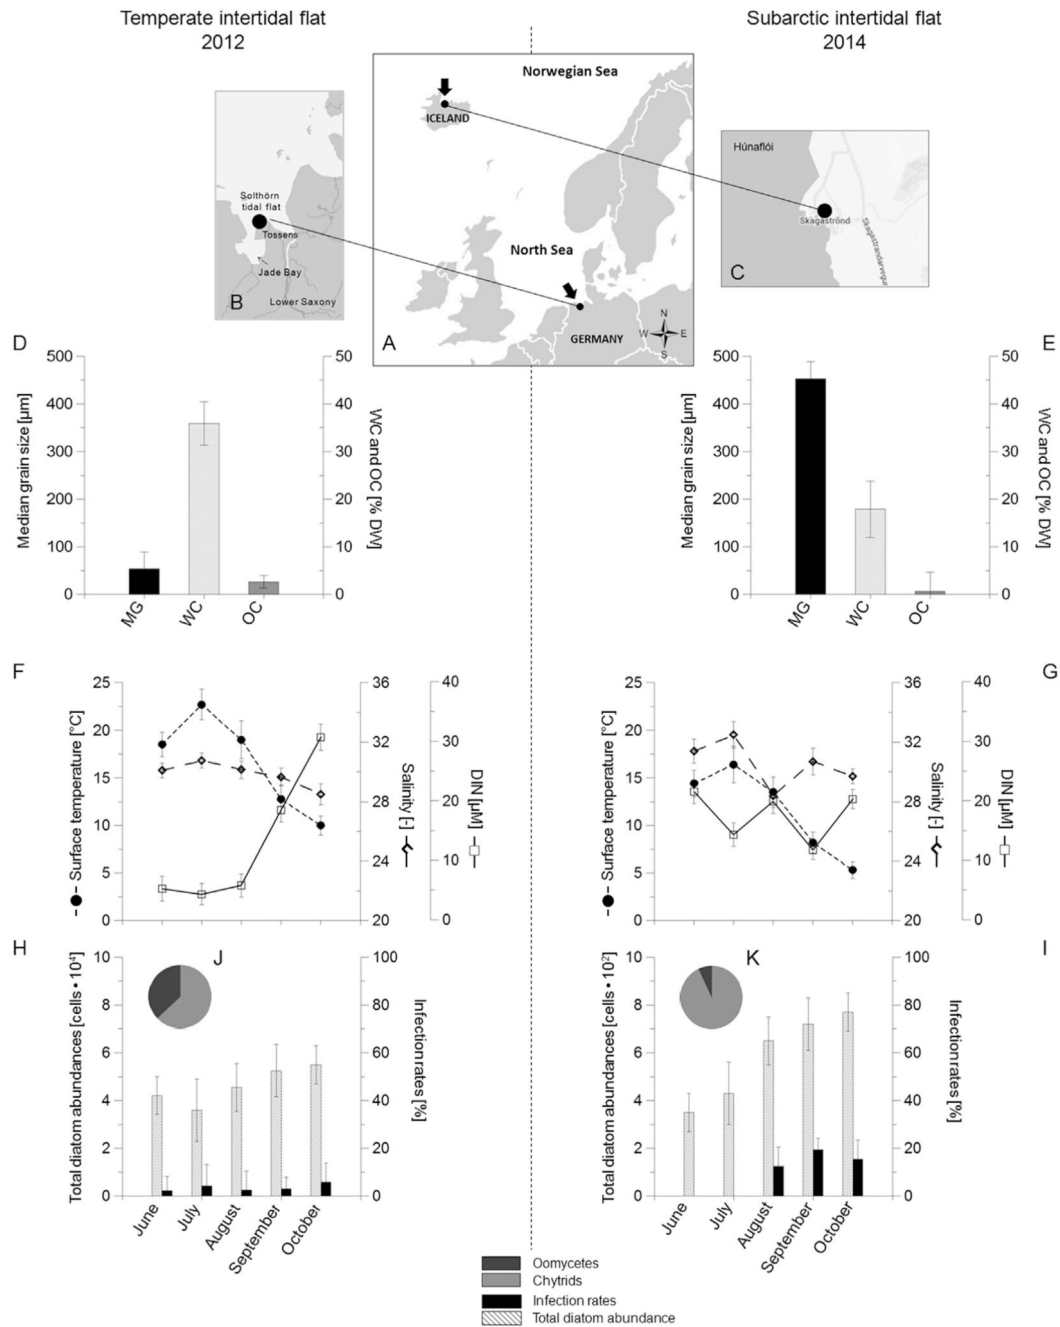 Temperate intertidal flat
2012
Subarctic intertidal flat
2014
Norwegian Sea
ICELAND
North Sea
GERMANY
N
W E
S
A
Solthörn
tidal flat
Tossens
Jade Bay
Lower Saxony
B
Húnaflói
Skagaströnd
Skagastrandarvegur
C
D
500
400
300
200
100
0
Median grain size [µm]
50
40
30
20
10
0
WC and OC [% DW]
MG
WC
OC
E
500
400
300
200
100
0
Median grain size [µm]
50
40
30
20
10
0
WC and OC [% DW]
MG
WC
OC
F
25
20
15
10
5
0
Surface temperature [°C]
36
32
28
24
20
Salinity [-]
40
30
20
10
0
DIN [µM]
G
25
20
15
10
5
0
Surface temperature [°C]
36
32
28
24
20
Salinity [-]
40
30
20
10
0
DIN [µM]
H
10
8
6
4
2
0
Total diatom abundances [cells • 10⁴]
J
100
80
60
40
20
0
Infection rates [%]
June
July
August
September
October
I
10
8
6
4
2
0
Total diatom abundances [cells • 10²]
K
100
80
60
40
20
0
Infection rates [%]
June
July
August
September
October
Oomycetes
Chytrids
Infection rates
Total diatom abundance